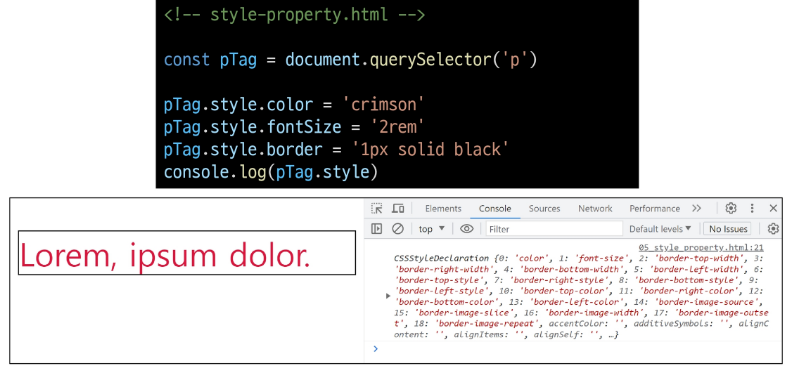 <!-- style-property.html -->
const pTag = document.querySelector('p')
pTag.style.color = 'crimson'
pTag.style.fontSize = '2rem'
pTag.style.border = '1px solid black'
console.log(pTag.style)
Lorem, ipsum dolor.
Elements Console Sources Network Performance >>
top ▼ Filter Default levels ▼ No Issues
05_style_property.html:21
CSSStyleDeclaration {0: 'color', 1: 'font-size', 2: 'border-top-width', 3:
'border-right-width', 4: 'border-bottom-width', 5: 'border-left-width', 6:
'border-top-style', 7: 'border-right-style', 8: 'border-bottom-style', 9:
'border-left-style', 10: 'border-top-color', 11: 'border-right-color', 12:
'border-bottom-color', 13: 'border-left-color', 14: 'border-image-source',
15: 'border-image-slice', 16: 'border-image-width', 17: 'border-image-outse
t', 18: 'border-image-repeat', accentColor: '', additiveSymbols: '', alignC
ontent: '', alignItems: '', alignSelf: '', …}
>